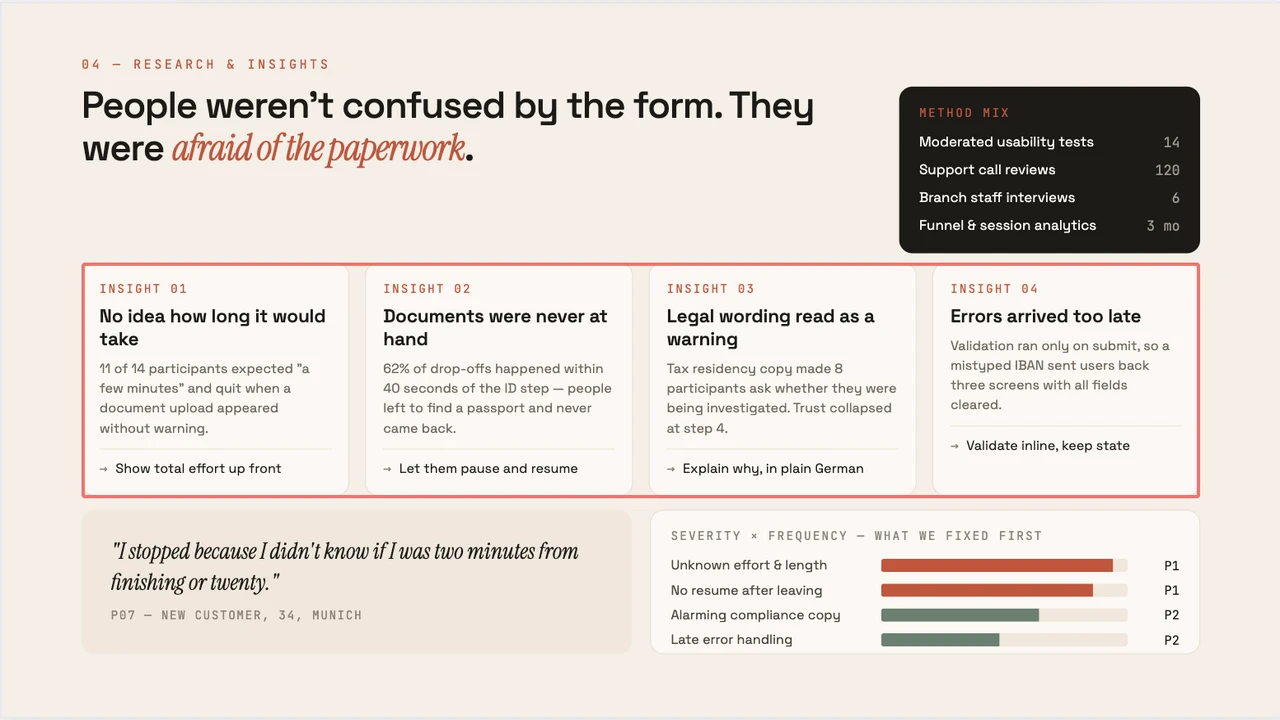 04 — RESEARCH & INSIGHTS
People weren't confused by the form. They
were afraid of the paperwork.
METHOD MIX
Moderated usability tests 14
Support call reviews 120
Branch staff interviews 6
Funnel & session analytics 3 mo
INSIGHT 01
No idea how long it would
take
11 of 14 participants expected "a
few minutes" and quit when a
document upload appeared
without warning.
→ Show total effort up front
INSIGHT 02
Documents were never at
hand
62% of drop-offs happened within
40 seconds of the ID step — people
left to find a passport and never
came back.
→ Let them pause and resume
INSIGHT 03
Legal wording read as a
warning
Tax residency copy made 8
participants ask whether they were
being investigated. Trust collapsed
at step 4.
→ Explain why, in plain German
INSIGHT 04
Errors arrived too late
Validation ran only on submit, so a
mistyped IBAN sent users back
three screens with all fields
cleared.
→ Validate inline, keep state
"I stopped because I didn't know if I was two minutes from
finishing or twenty."
P07 — NEW CUSTOMER, 34, MUNICH
SEVERITY × FREQUENCY — WHAT WE FIXED FIRST
Unknown effort & length P1
No resume after leaving P1
Alarming compliance copy P2
Late error handling P2